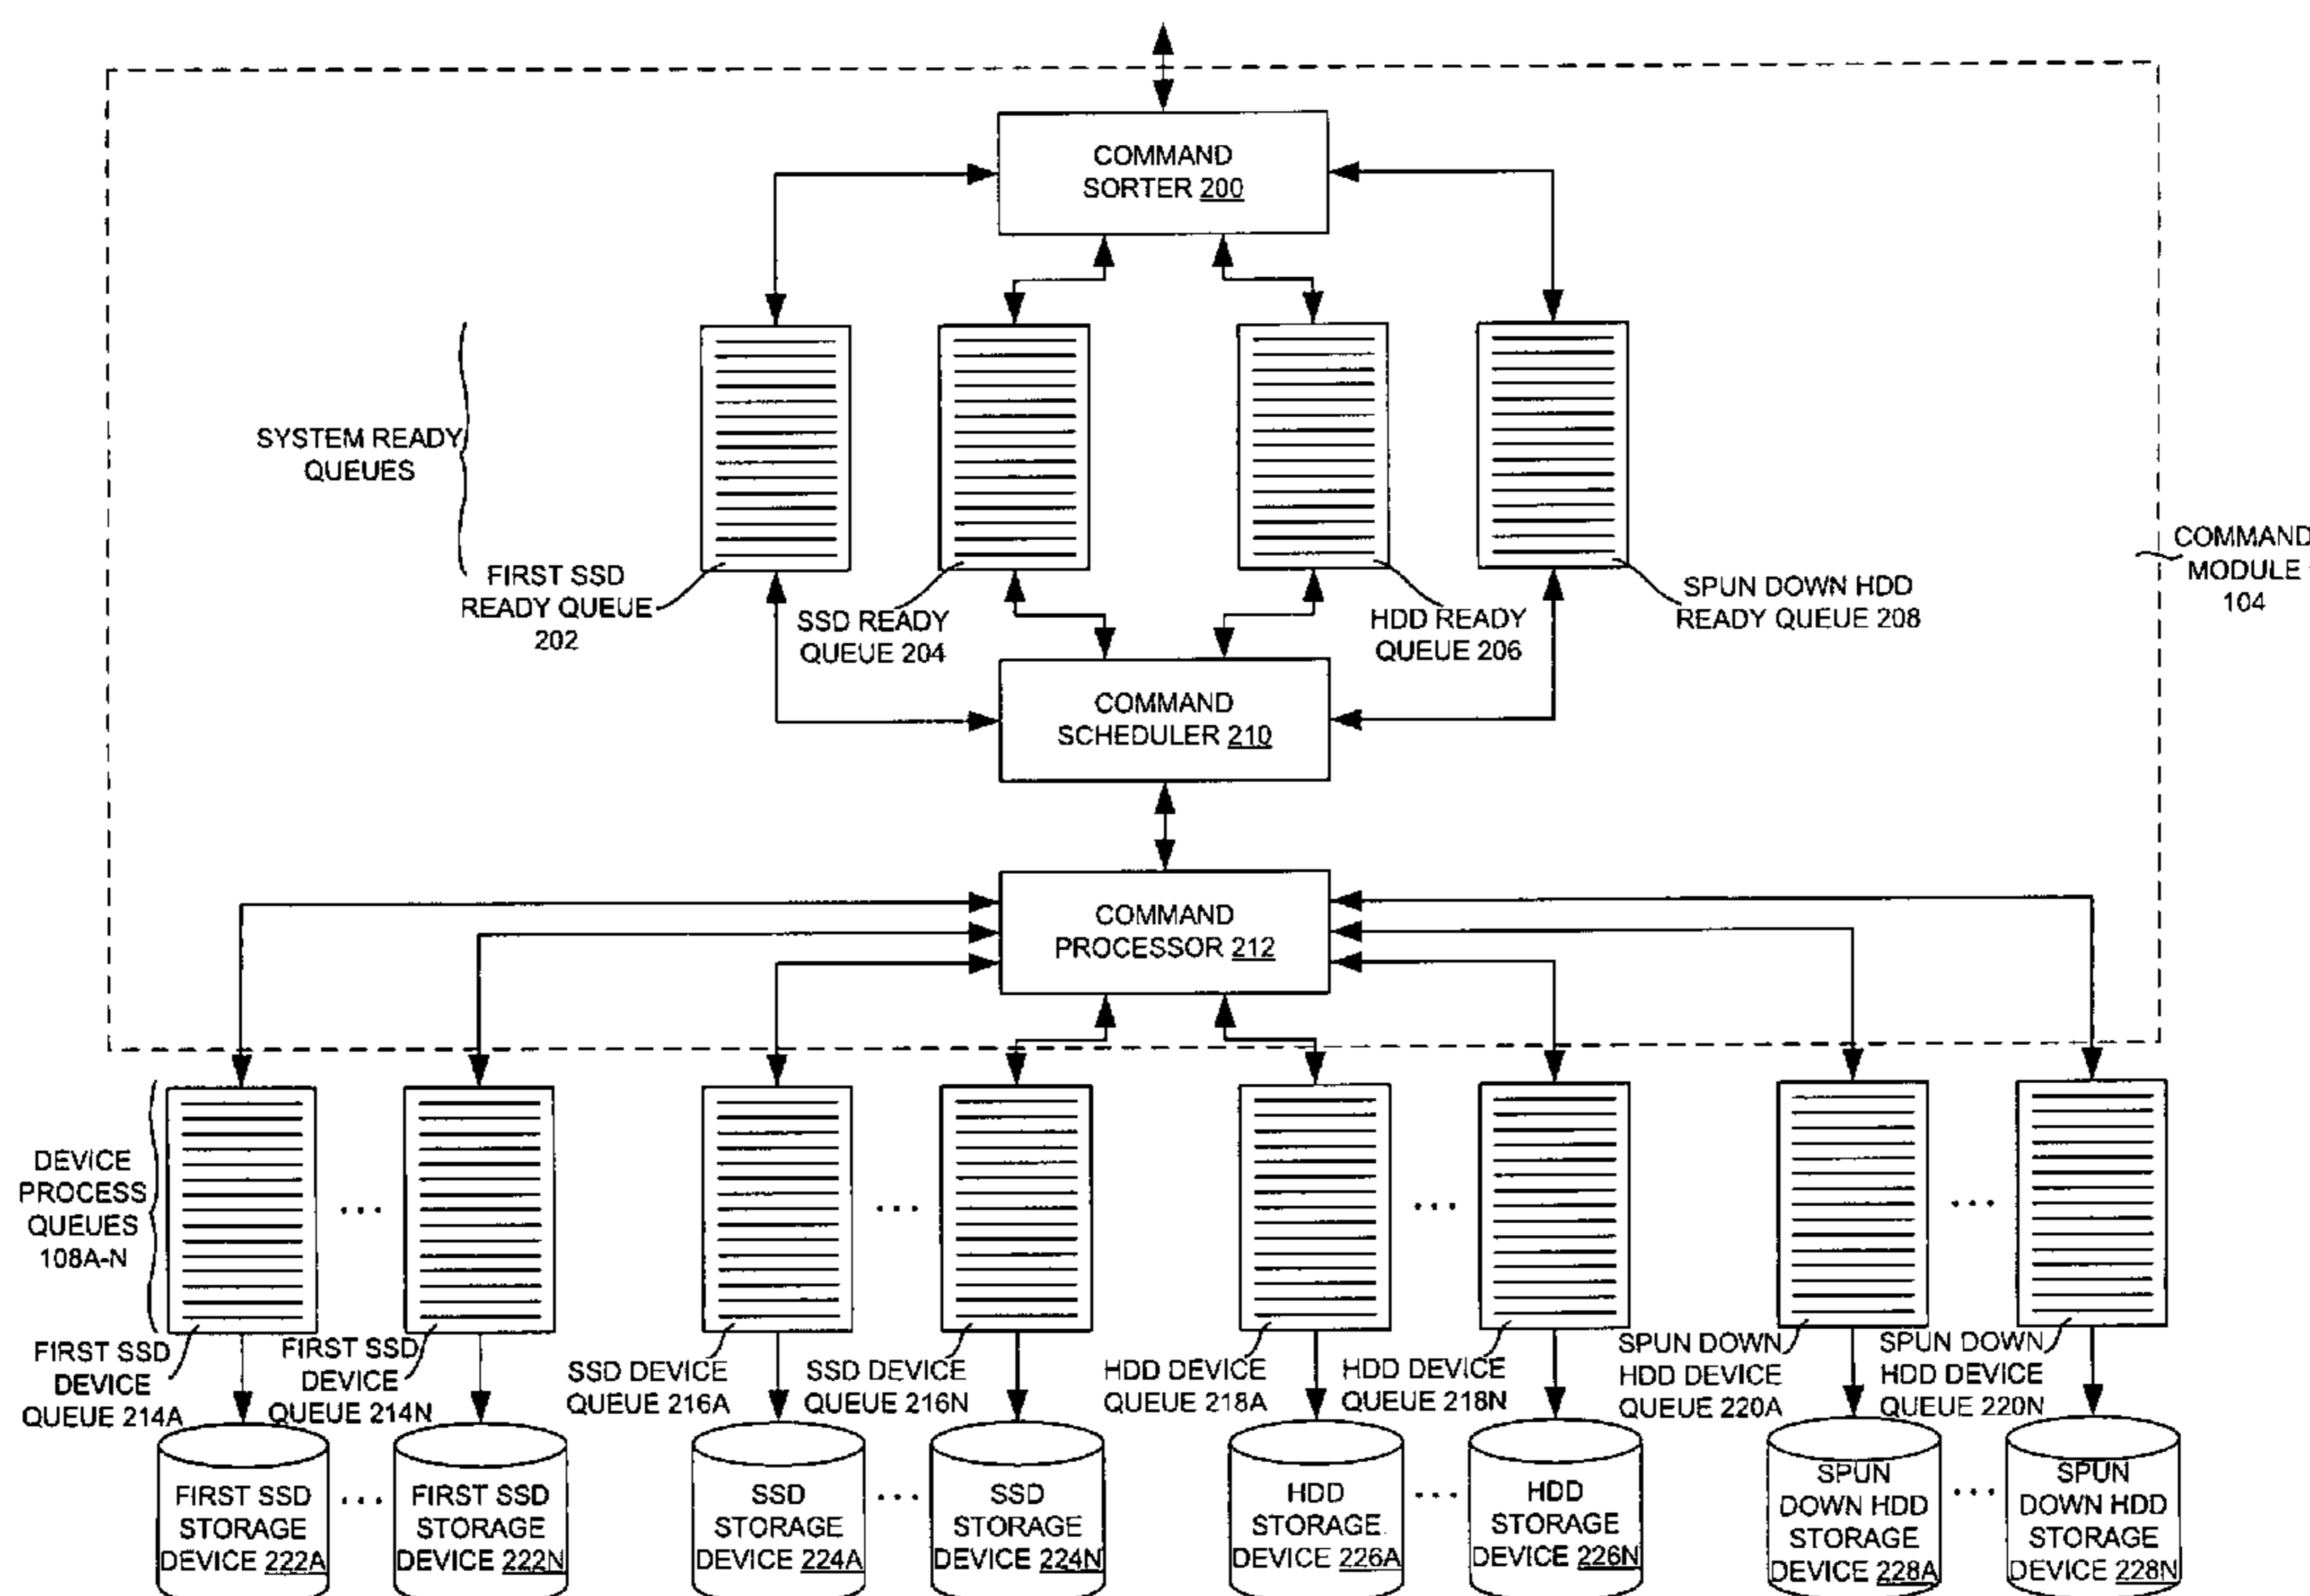 COMMAND
SORTER 200
SYSTEM READY
QUEUES
FIRST SSD
READY QUEUE
202
SSD READY
QUEUE 204
HDD READY
QUEUE 206
SPUN DOWN HDD
READY QUEUE 208
COMMAND
MODULE
104
COMMAND
SCHEDULER 210
COMMAND
PROCESSOR 212
DEVICE
PROCESS
QUEUES
108A-N
FIRST SSD
DEVICE
QUEUE 214A
FIRST SSD
DEVICE
QUEUE 214N
SSD DEVICE
QUEUE 216A
SSD DEVICE
QUEUE 216N
HDD DEVICE
QUEUE 218A
HDD DEVICE
QUEUE 218N
SPUN DOWN
HDD DEVICE
QUEUE 220A
SPUN DOWN
HDD DEVICE
QUEUE 220N
FIRST SSD
STORAGE
DEVICE 222A
...
FIRST SSD
STORAGE
DEVICE 222N
SSD
STORAGE
DEVICE 224A
...
SSD
STORAGE
DEVICE 224N
HDD
STORAGE
DEVICE 226A
...
HDD
STORAGE
DEVICE 226N
SPUN
DOWN HDD
STORAGE
DEVICE 228A
...
SPUN
DOWN HDD
STORAGE
DEVICE 228N